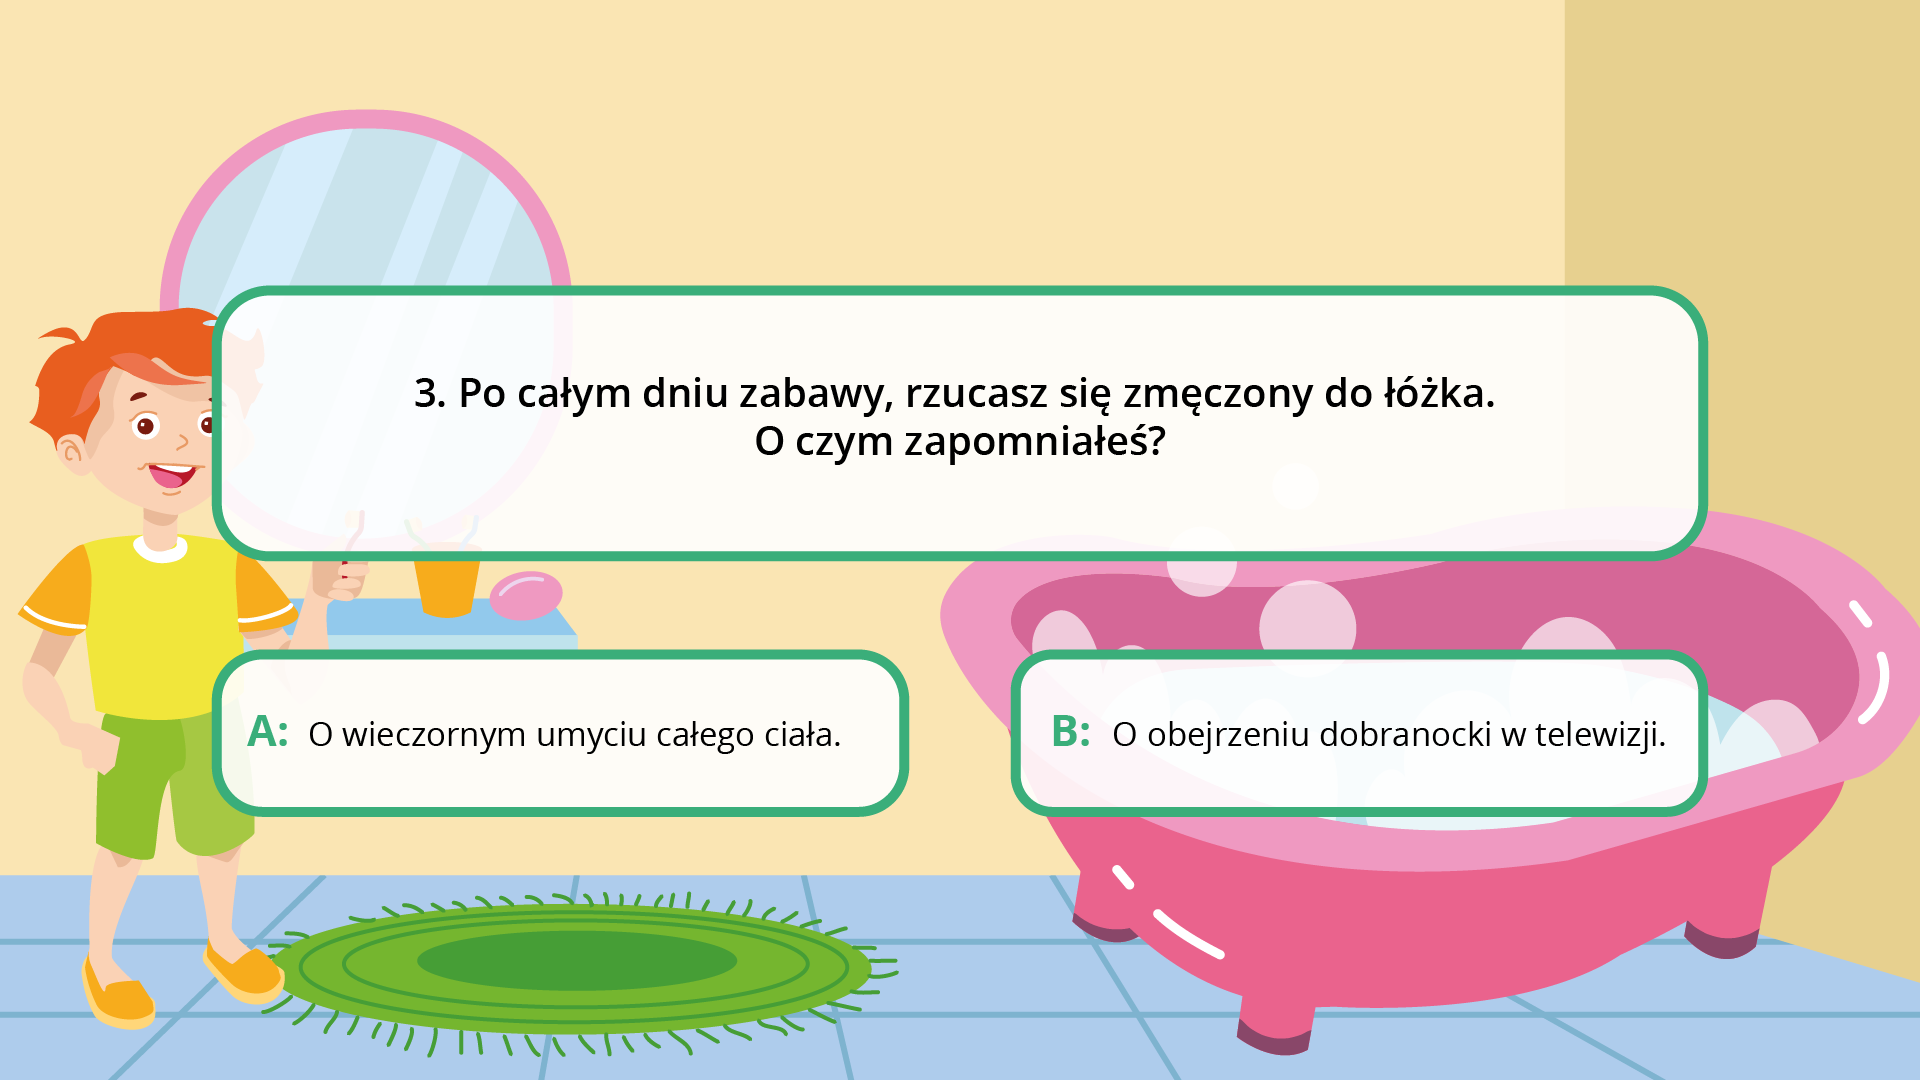 3. Po całym dniu zabawy, rzucasz się zmęczony do łóżka.
O czym zapomniałeś?
A: O wieczornym umyciu całego ciała.
B: O obejrzeniu dobranocki w telewizji.